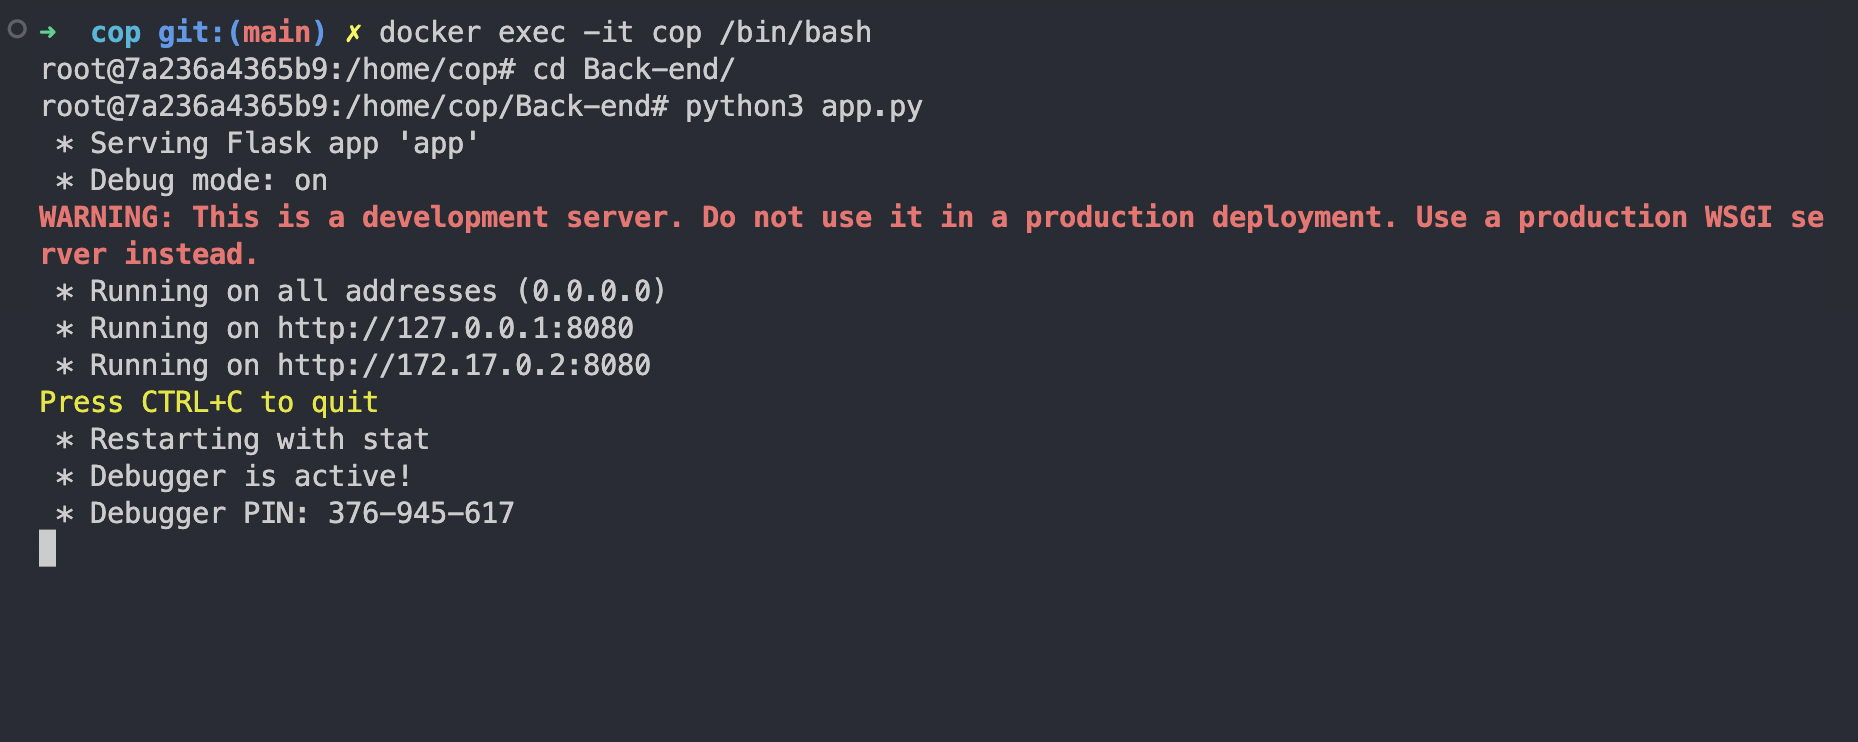 ➜  cop git:(main) ✗ docker exec -it cop /bin/bash
root@7a236a4365b9:/home/cop# cd Back-end/
root@7a236a4365b9:/home/cop/Back-end# python3 app.py
 * Serving Flask app 'app'
 * Debug mode: on
WARNING: This is a development server. Do not use it in a production deployment. Use a production WSGI se
rver instead.
 * Running on all addresses (0.0.0.0)
 * Running on http://127.0.0.1:8080
 * Running on http://172.17.0.2:8080
Press CTRL+C to quit
 * Restarting with stat
 * Debugger is active!
 * Debugger PIN: 376-945-617